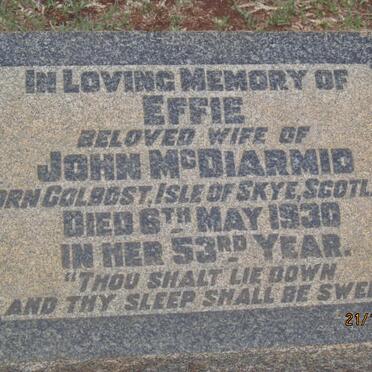 IN LOVING MEMORY OF
EFFIE
BELOVED WIFE OF
JOHN McDIARMID
ORN COLBOST, ISLE OF SKYE, SCOTL
DIED 6TH MAY 1930
IN HER 53RD YEAR.
"THOU SHALT LIE DOWN
AND THY SLEEP SHALL BE SWE
21/